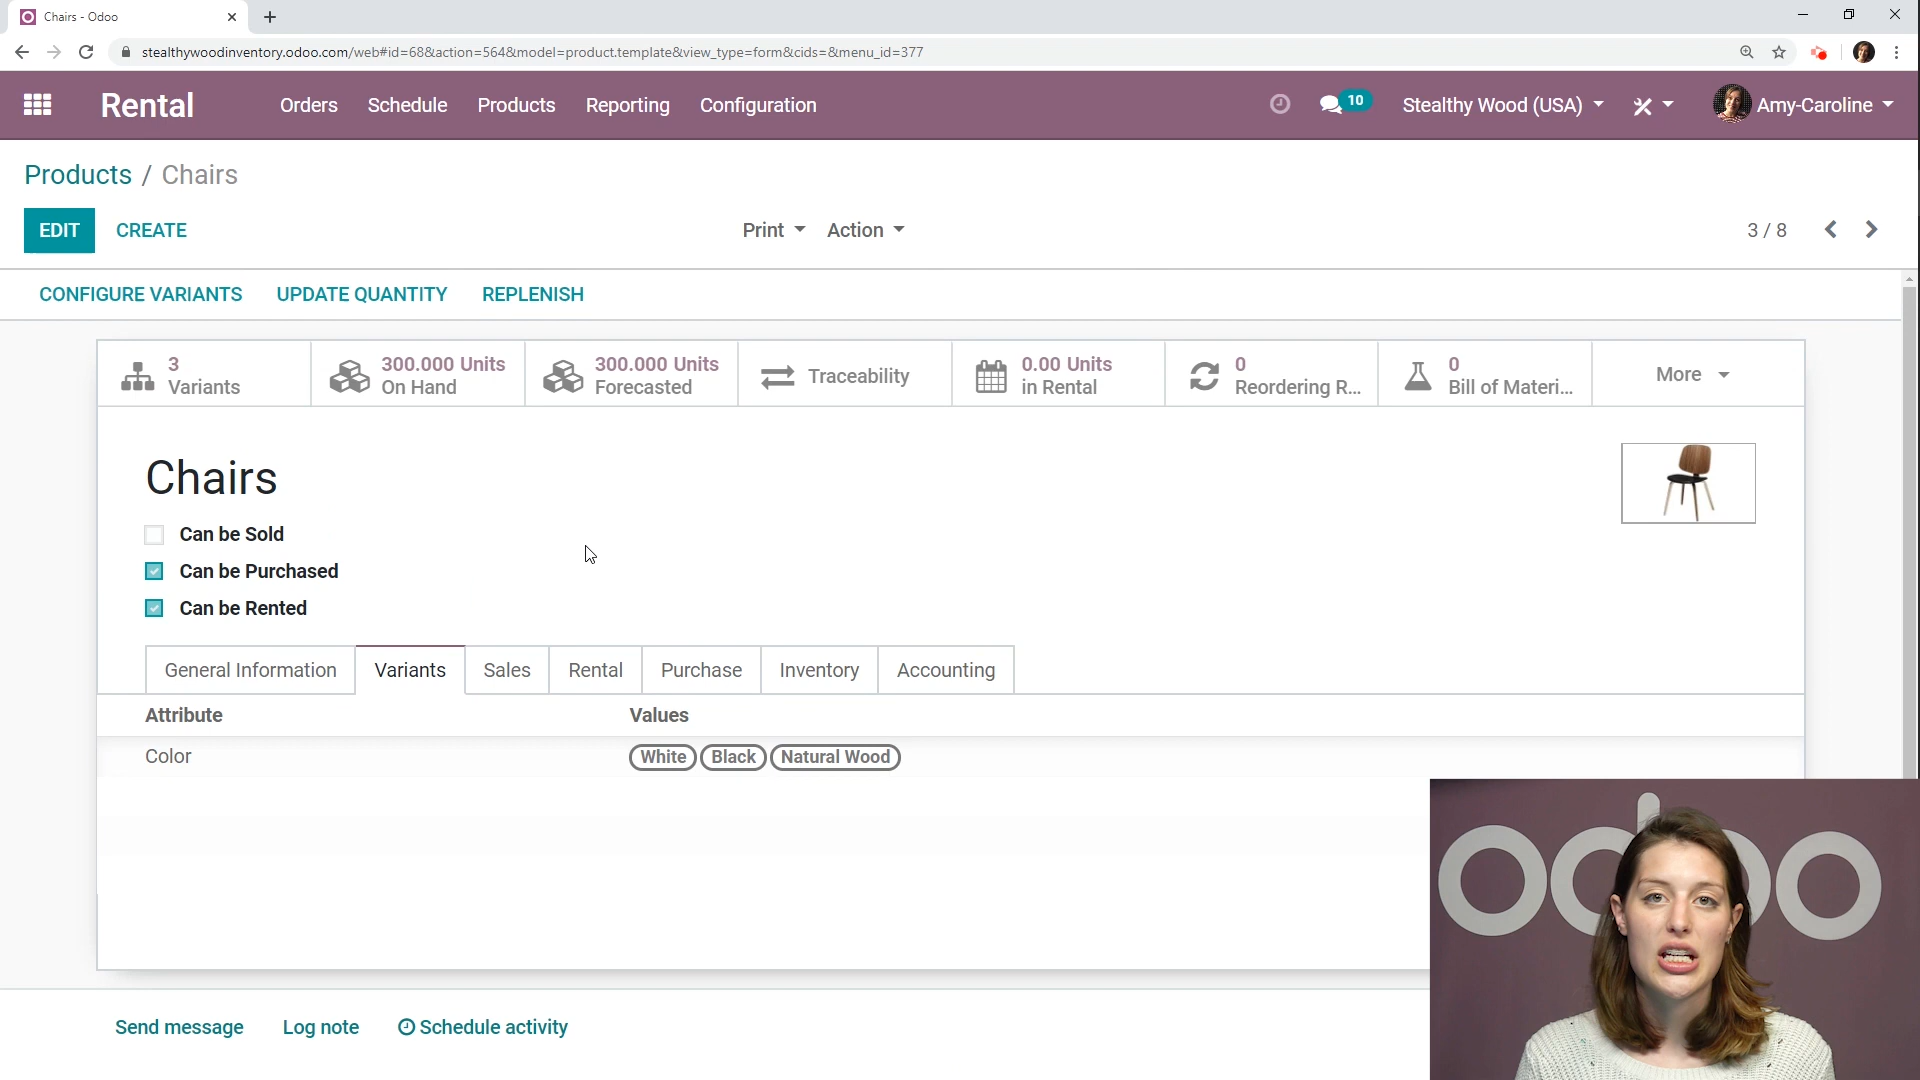 Chairs - Odoo
stealthywoodinventory.odoo.com/web#id=68&action=564&model=product.template&view_type=form&cids=&menu_id=377
Rental
Orders
Schedule
Products
Reporting
Configuration
10
Stealthy Wood (USA)
Amy-Caroline
Products / Chairs
EDIT
CREATE
Print
Action
3 / 8
CONFIGURE VARIANTS
UPDATE QUANTITY
REPLENISH
3
Variants
300.000 Units
On Hand
300.000 Units
Forecasted
Traceability
0.00 Units
in Rental
0
Reordering R...
0
Bill of Materi...
More
Chairs
Can be Sold
Can be Purchased
Can be Rented
General Information
Variants
Sales
Rental
Purchase
Inventory
Accounting
Attribute
Values
Color
White
Black
Natural Wood
odoo
Send message
Log note
Schedule activity